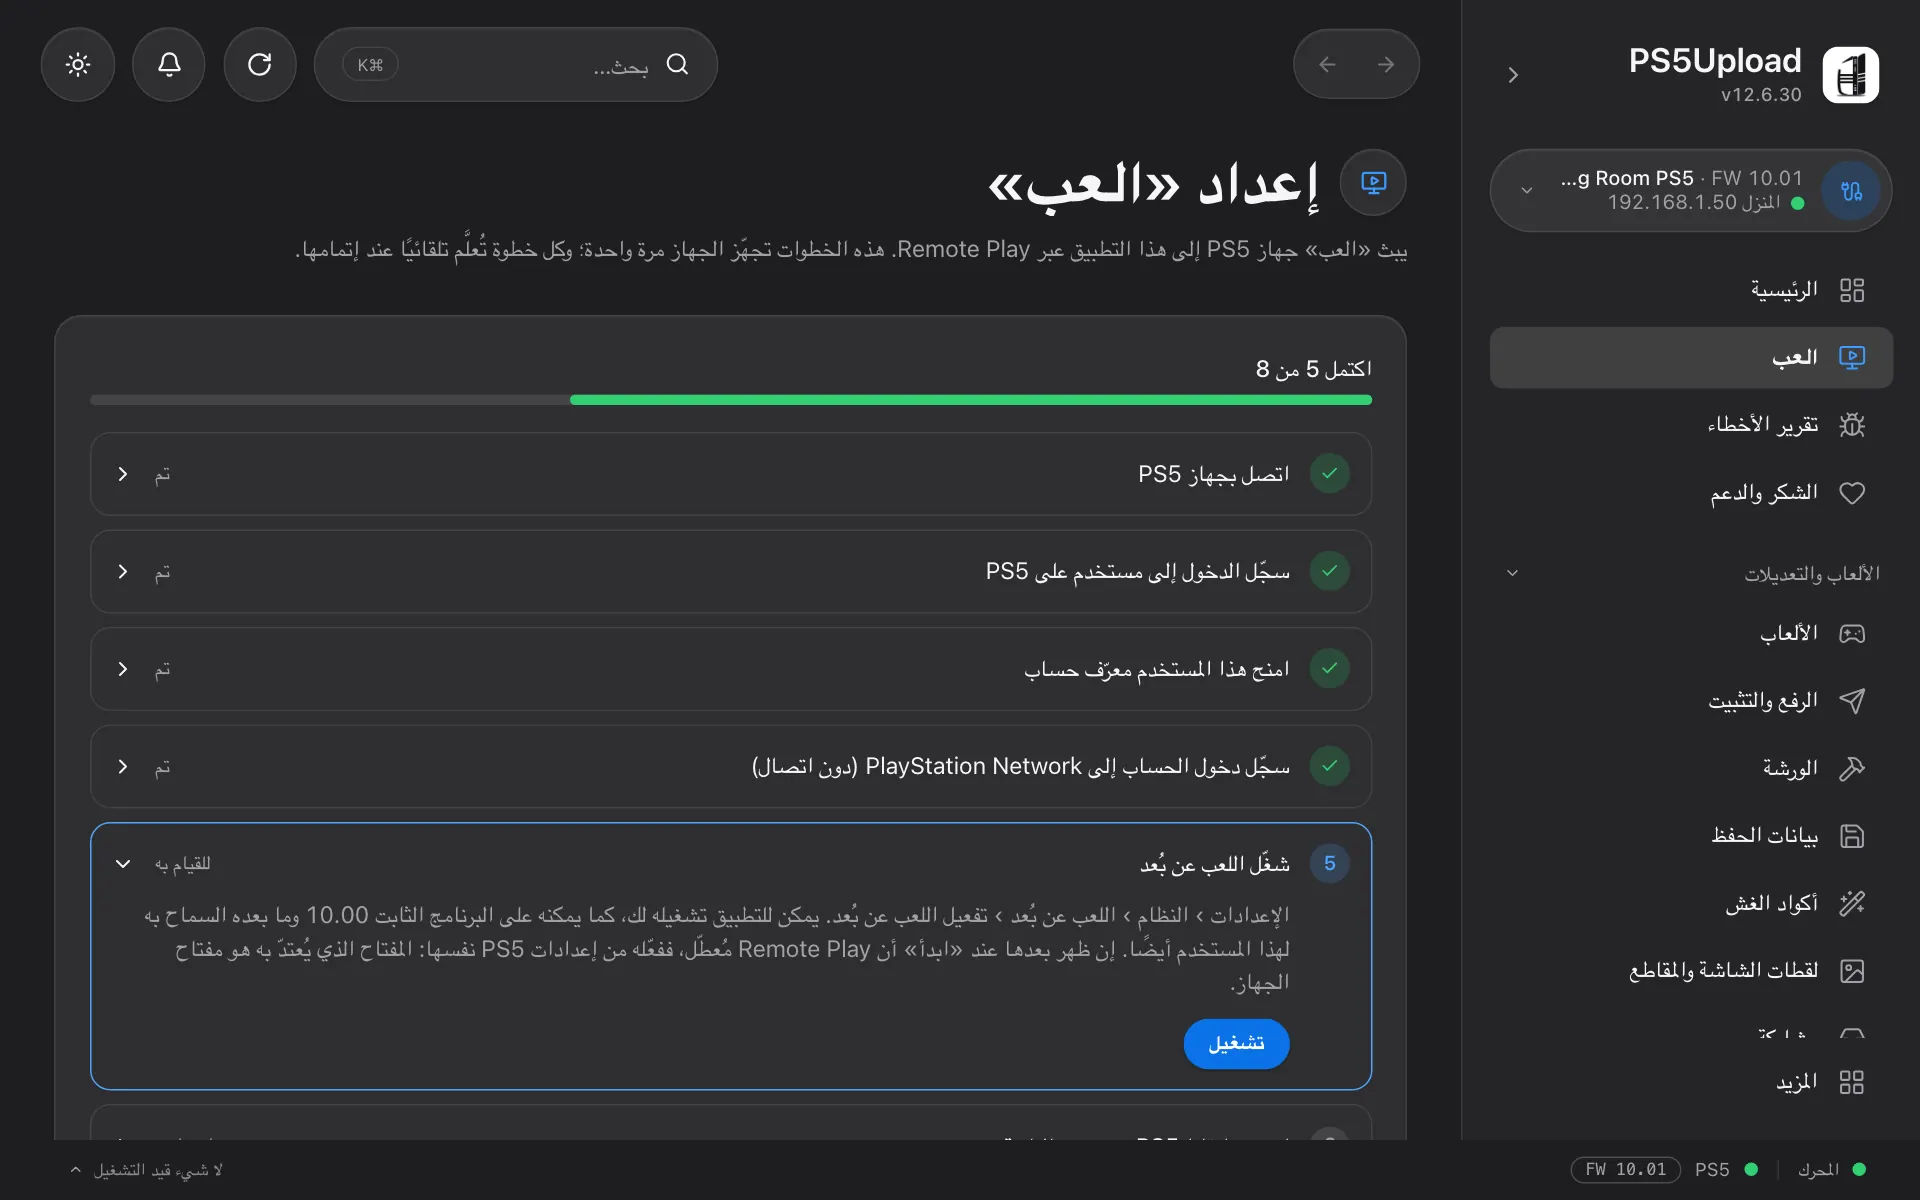 PS5Upload
v12.6.30
...g Room PS5 · FW 10.01
المنزل 192.168.1.50
الرئيسية
العب
تقرير الأخطاء
الشكر والدعم
الألعاب والتعديلات
الألعاب
الرفع والتثبيت
الورشة
بيانات الحفظ
أكواد الغش
لقطات الشاشة والمقاطع
المزيد
بحث...
⌘K
إعداد «العب»
يبث «العب» جهاز PS5 إلى هذا التطبيق عبر Remote Play. هذه الخطوات تجهّز الجهاز مرة واحدة؛ وكل خطوة تُعلَّم تلقائيًا عند إتمامها.
اكتمل 5 من 8
اتصل بجهاز PS5
تم
سجّل الدخول إلى مستخدم على PS5
تم
امنح هذا المستخدم معرّف حساب
تم
سجّل دخول الحساب إلى PlayStation Network (دون اتصال)
تم
5
شغّل اللعب عن بُعد
للقيام به
الإعدادات › النظام › اللعب عن بُعد › تفعيل اللعب عن بُعد. يمكن للتطبيق تشغيله لك، كما يمكنه على البرنامج الثابت 10.00 وما بعده السماح به
لهذا المستخدم أيضًا. إن ظهر بعدها عند «ابدأ» أن Remote Play مُعطّل، ففعّله من إعدادات PS5 نفسها: المفتاح الذي يُعتدّ به هو مفتاح
الجهاز.
تشغيل
المحرك
PS5
FW 10.01
لا شيء قيد التشغيل